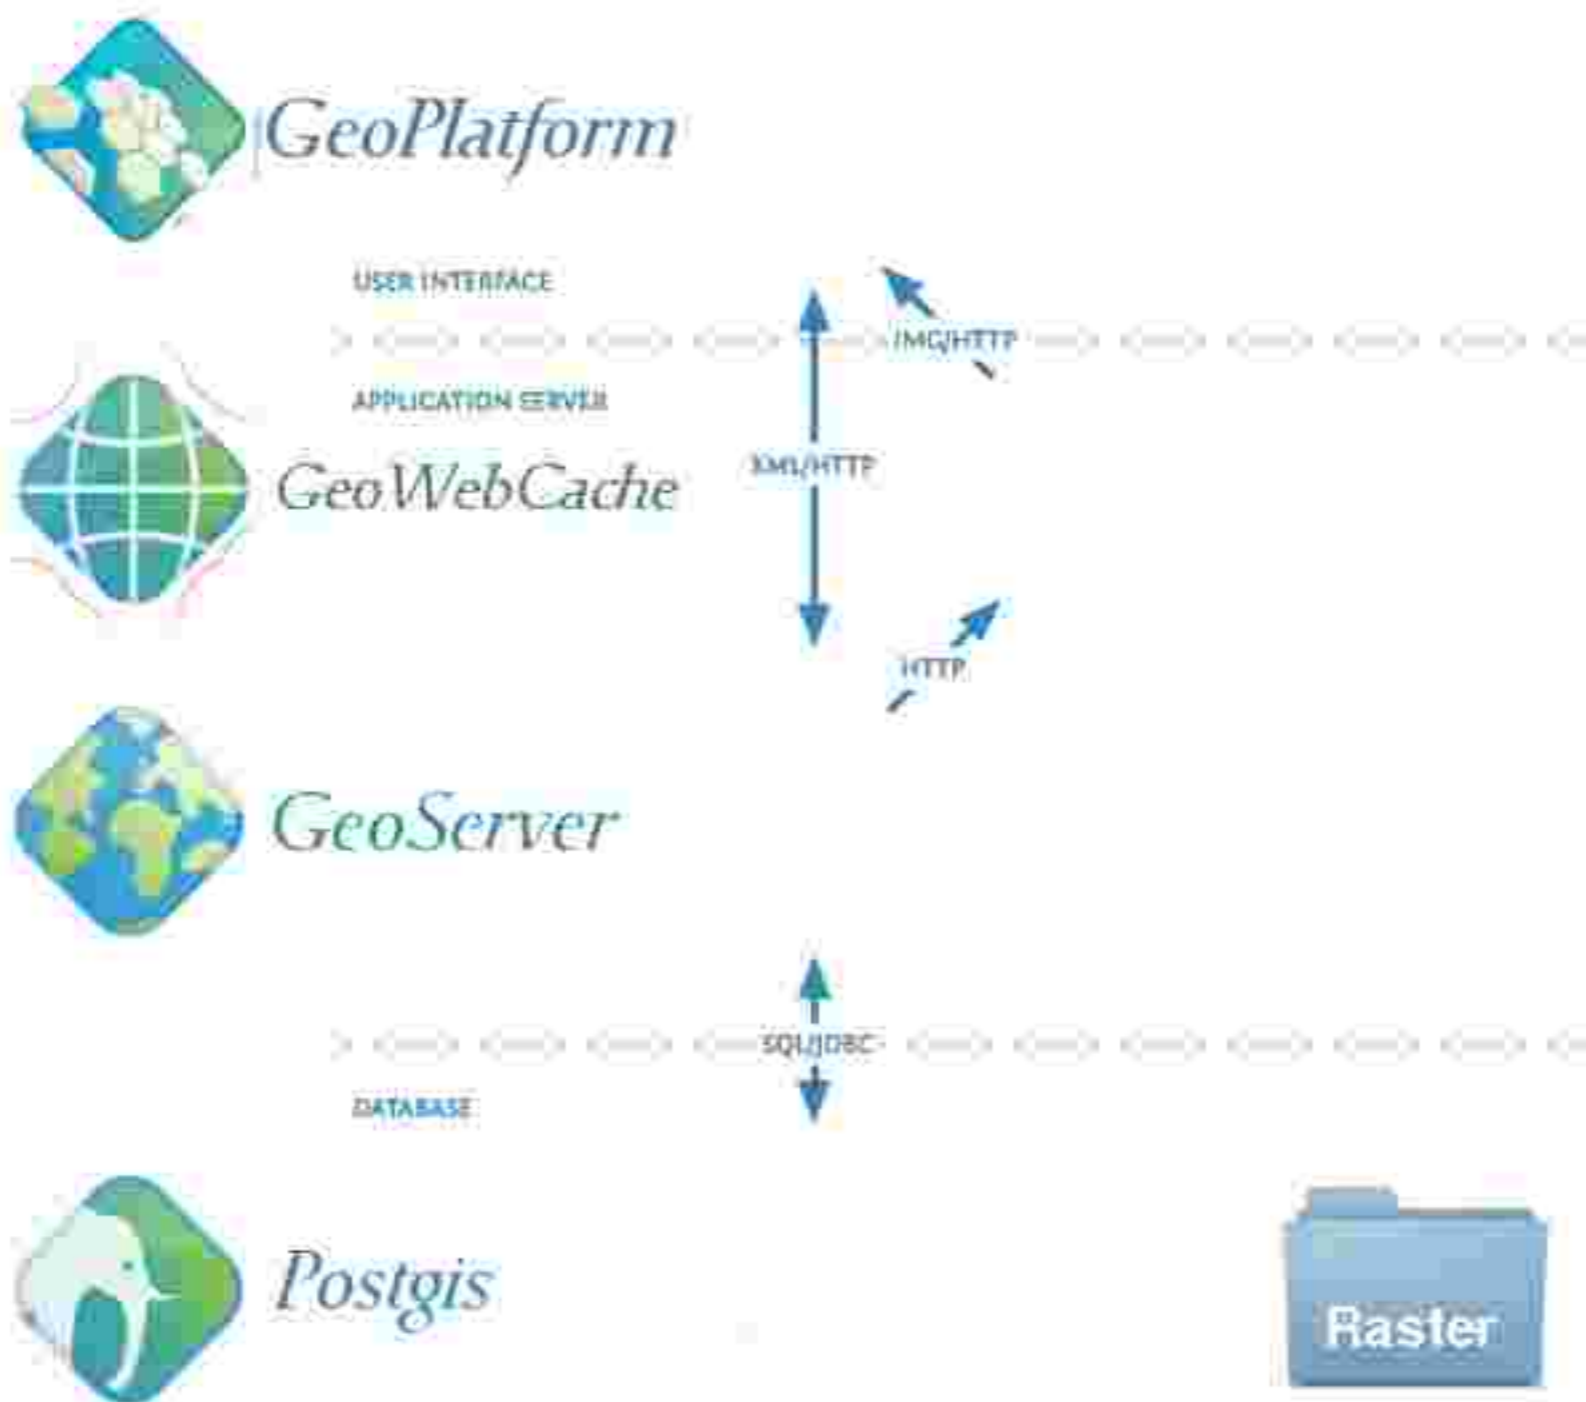 GeoPlatform
USER INTERFACE
IMG/HTTP
APPLICATION SERVER
XML/HTTP
GeoWebCache
HTTP
GeoServer
SQL/JDBC
DATABASE
Postgis
Raster